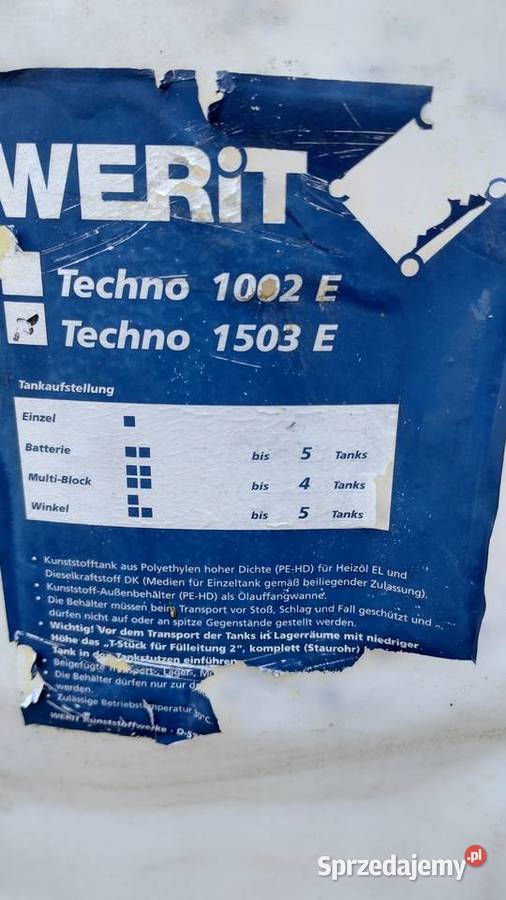 WERiT
Techno 1002 E
Techno 1503 E
Tankaufstellung
Einzel
Batterie bis 5 Tanks
Multi-Block bis 4 Tanks
Winkel bis 5 Tanks
• Kunststofftank aus Polyethylen hoher Dichte (PE-HD) für Heizöl EL und
Dieselkraftstoff DK (Medien für Einzeltank gemäß beiliegender Zulassung).
• Kunststoff-Außenbehälter (PE-HD) als Ölauffangwanne.
• Die Behälter müssen beim Transport vor Stoß, Schlag und Fall geschützt und
dürfen nicht auf oder an spitze Gegenstände gestellt werden.
• Wichtig! Vor dem Transport der Tanks in Lagerräume mit niedriger
Höhe das „T-Stück für Fülleitung 2“, komplett (Staurohr)
Tank in den Tankstutzen einführen
Beigefügte Transport-, Lager-,
Die Behälter dürfen nur zur
werden.
Zulässige Betriebstemperatur
WERIT Kunststoffwerke · D-5
Sprzedajemy.pl